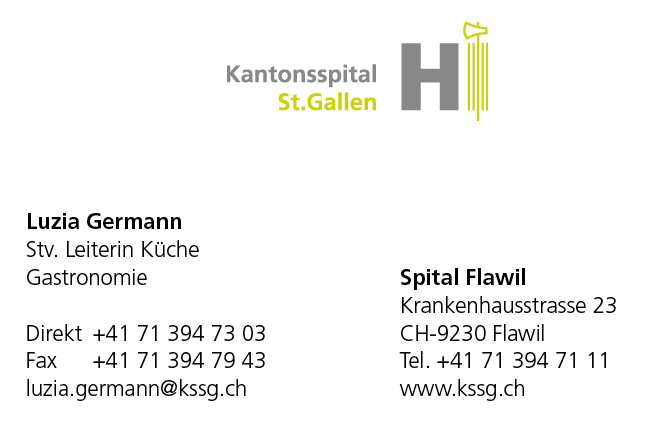 Kantonsspital
St.Gallen
H
Luzia Germann
Stv. Leiterin Küche
Gastronomie
Direkt +41 71 394 73 03
Fax +41 71 394 79 43
luzia.germann@kssg.ch
Spital Flawil
Krankenhausstrasse 23
CH-9230 Flawil
Tel. +41 71 394 71 11
www.kssg.ch